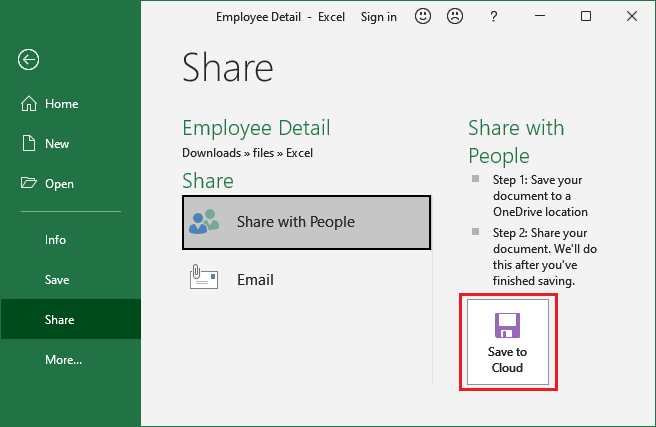 Employee Detail - Excel Sign in ?
Share
Home
New
Open
Info
Save
Share
More...
Employee Detail
Downloads » files » Excel
Share
Share with People
Email
Share with
People
Step 1: Save your
document to a
OneDrive location
Step 2: Share your
document. We'll do
this after you've
finished saving.
Save to
Cloud